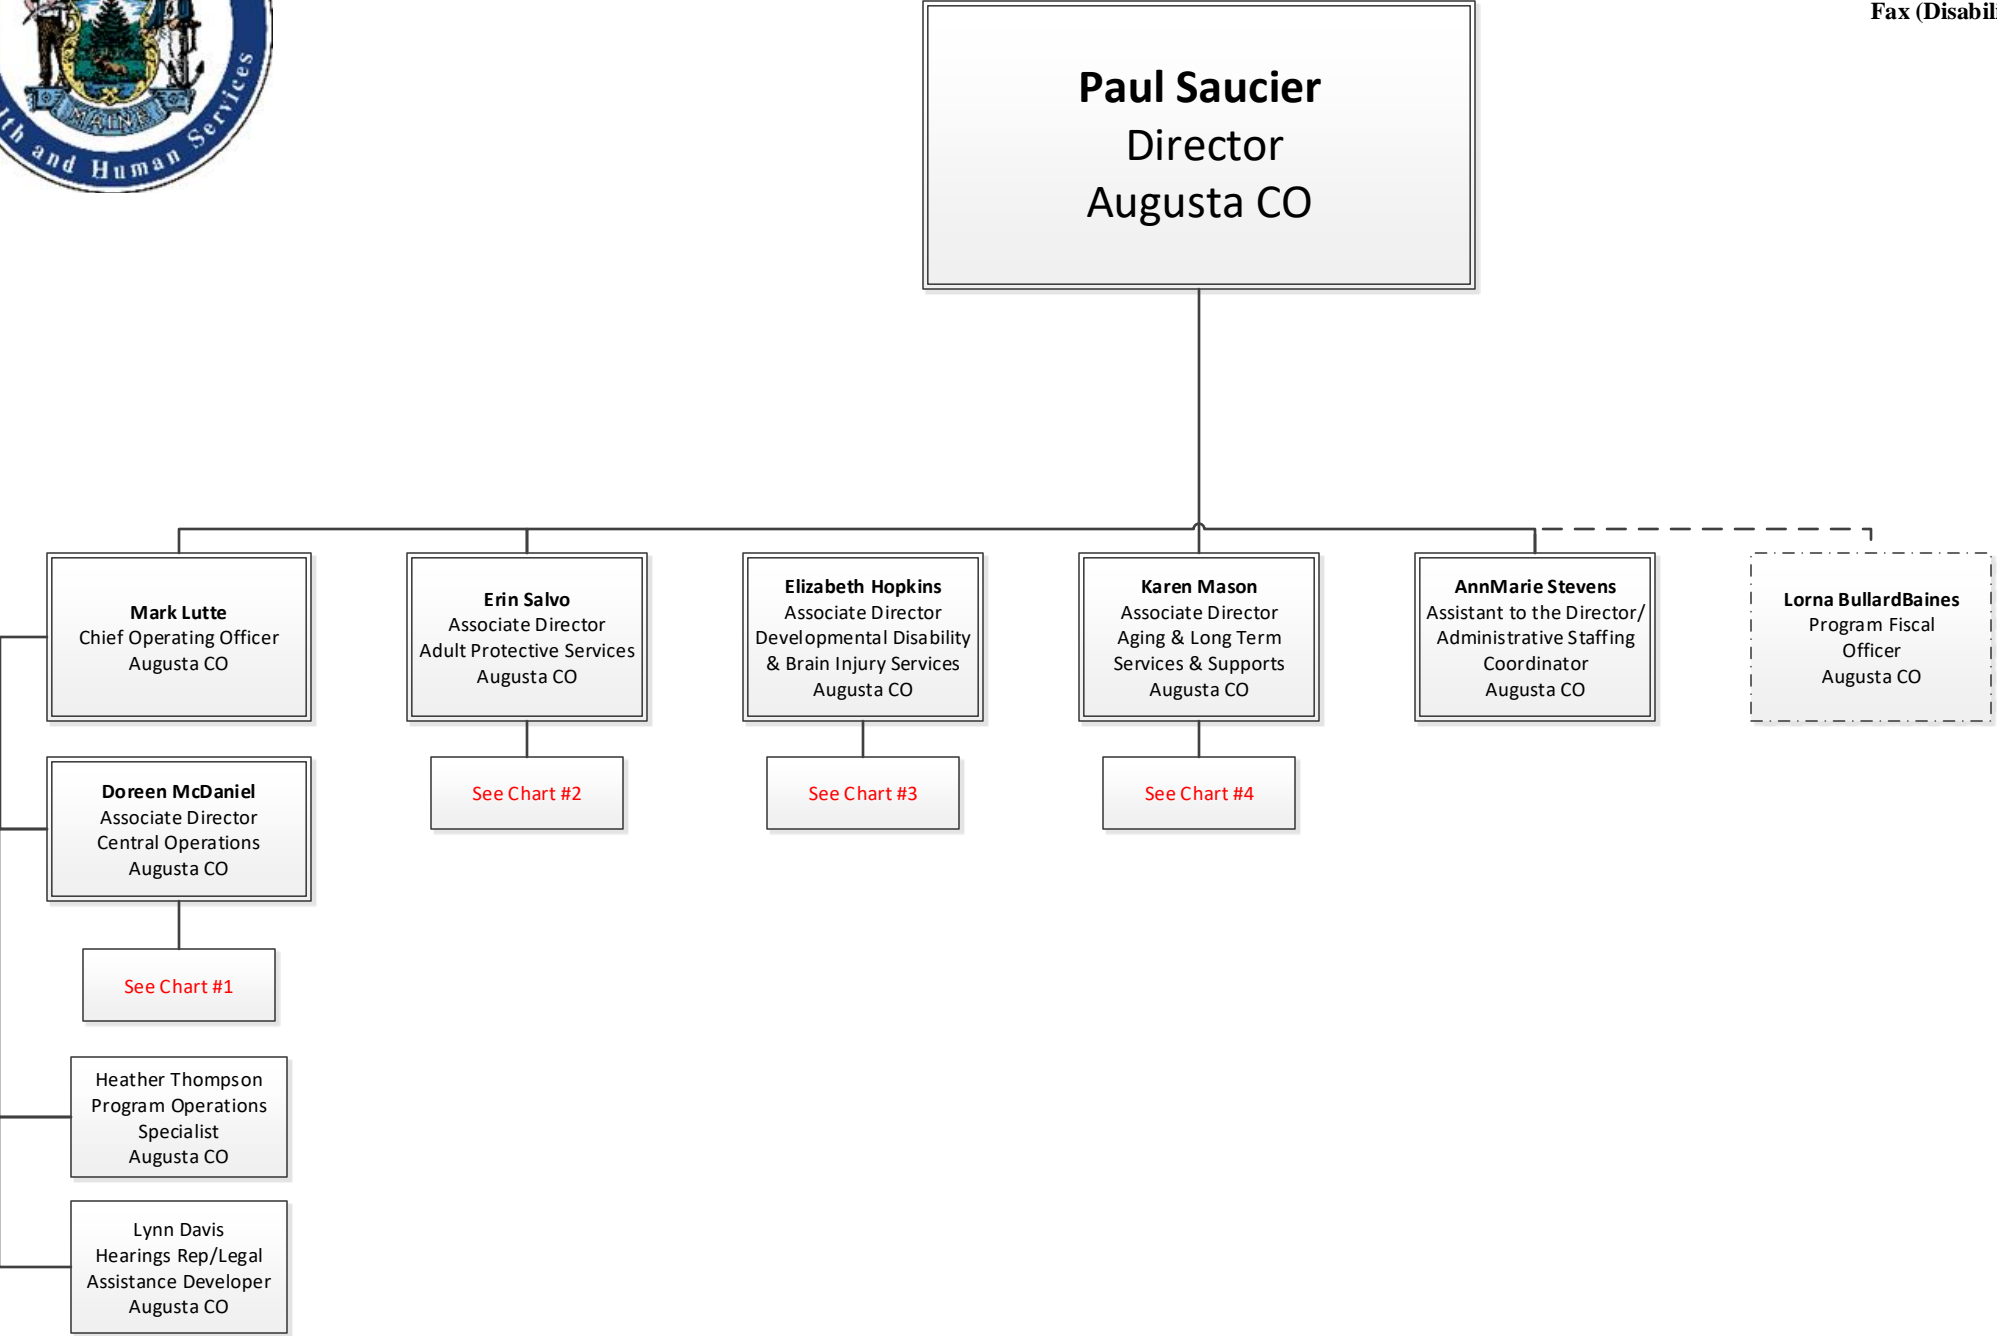 and Human Services
MAINE
Fax
Paul Saucier
Director
Augusta CO
Mark Lutte
Chief Operating Officer
Augusta CO
Erin Salvo
Associate Director
Adult Protective Services
Augusta CO
Elizabeth Hopkins
Associate Director
Developmental Disability
& Brain Injury Services
Augusta CO
Karen Mason
Associate Director
Aging & Long Term
Services & Supports
Augusta CO
AnnMarie Stevens
Assistant to the Director/
Administrative Staffing
Coordinator
Augusta CO
Lorna BullardBaines
Program Fiscal
Officer
Augusta CO
Doreen McDaniel
Associate Director
Central Operations
Augusta CO
See Chart #2
See Chart #3
See Chart #4
See Chart #1
Heather Thompson
Program Operations
Specialist
Augusta CO
Lynn Davis
Hearings Rep/Legal
Assistance Developer
Augusta CO